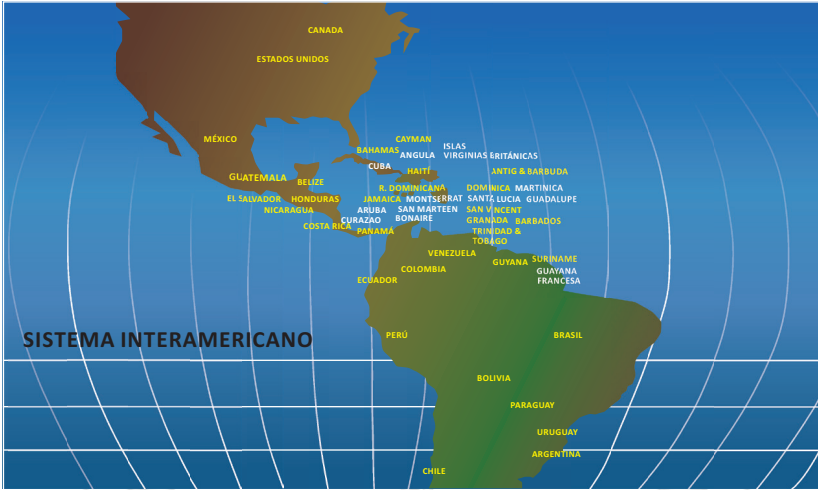 CANADA
ESTADOS UNIDOS
MÉXICO
CAYMAN
ISLAS
VIRGINIAS BRITÁNICAS
BAHAMAS
ANGULA
CUBA
HAITÍ
ANTIG & BARBUDA
GUATEMALA
BELIZE
R. DOMINICANA
DOMINICA
MARTINICA
EL SALVADOR
HONDURAS
JAMAICA
MONTSERRAT
SANTA LUCIA
GUADALUPE
NICARAGUA
ARUBA
SAN MARTEEN
SAN VINCENT
CURAZAO
BONAIRE
GRANADA
BARBADOS
COSTA RICA
PANAMÁ
TRINIDAD &
TOBAGO
VENEZUELA
GUYANA
SURINAME
COLOMBIA
GUAYANA
FRANCESA
ECUADOR
SISTEMA INTERAMERICANO
PERÚ
BRASIL
BOLIVIA
PARAGUAY
URUGUAY
ARGENTINA
CHILE